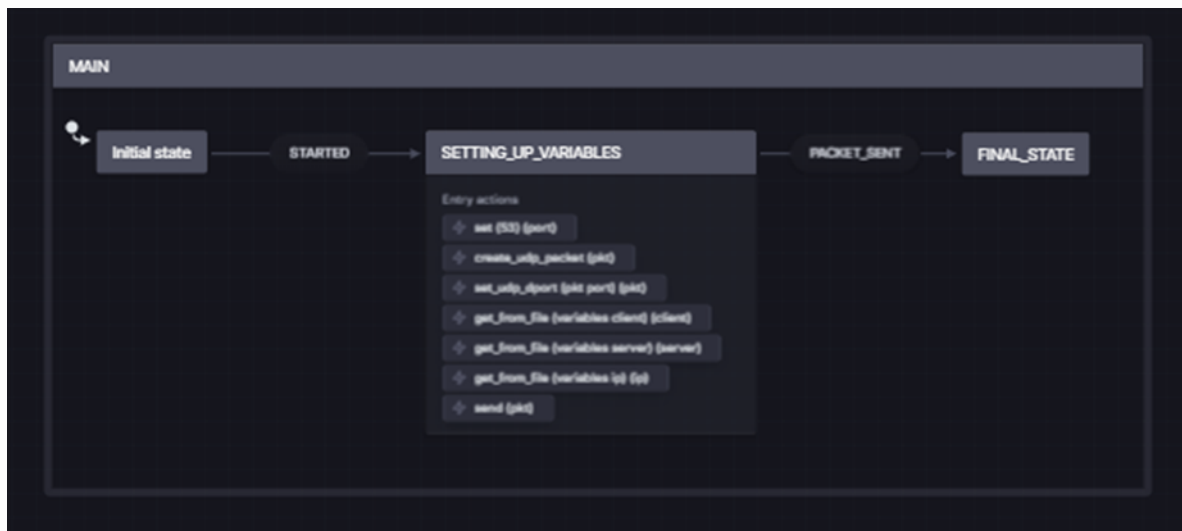 MAIN
Initial state
STARTED
SETTING_UP_VARIABLES
PACKET_SENT
FINAL_STATE
Entry actions
set (53) (port)
create_udp_packet (pkt)
set_udp_dport (pkt port) (pkt)
get_from_file (variables client) (client)
get_from_file (variables server) (server)
get_from_file (variables ip) (ip)
send (pkt)